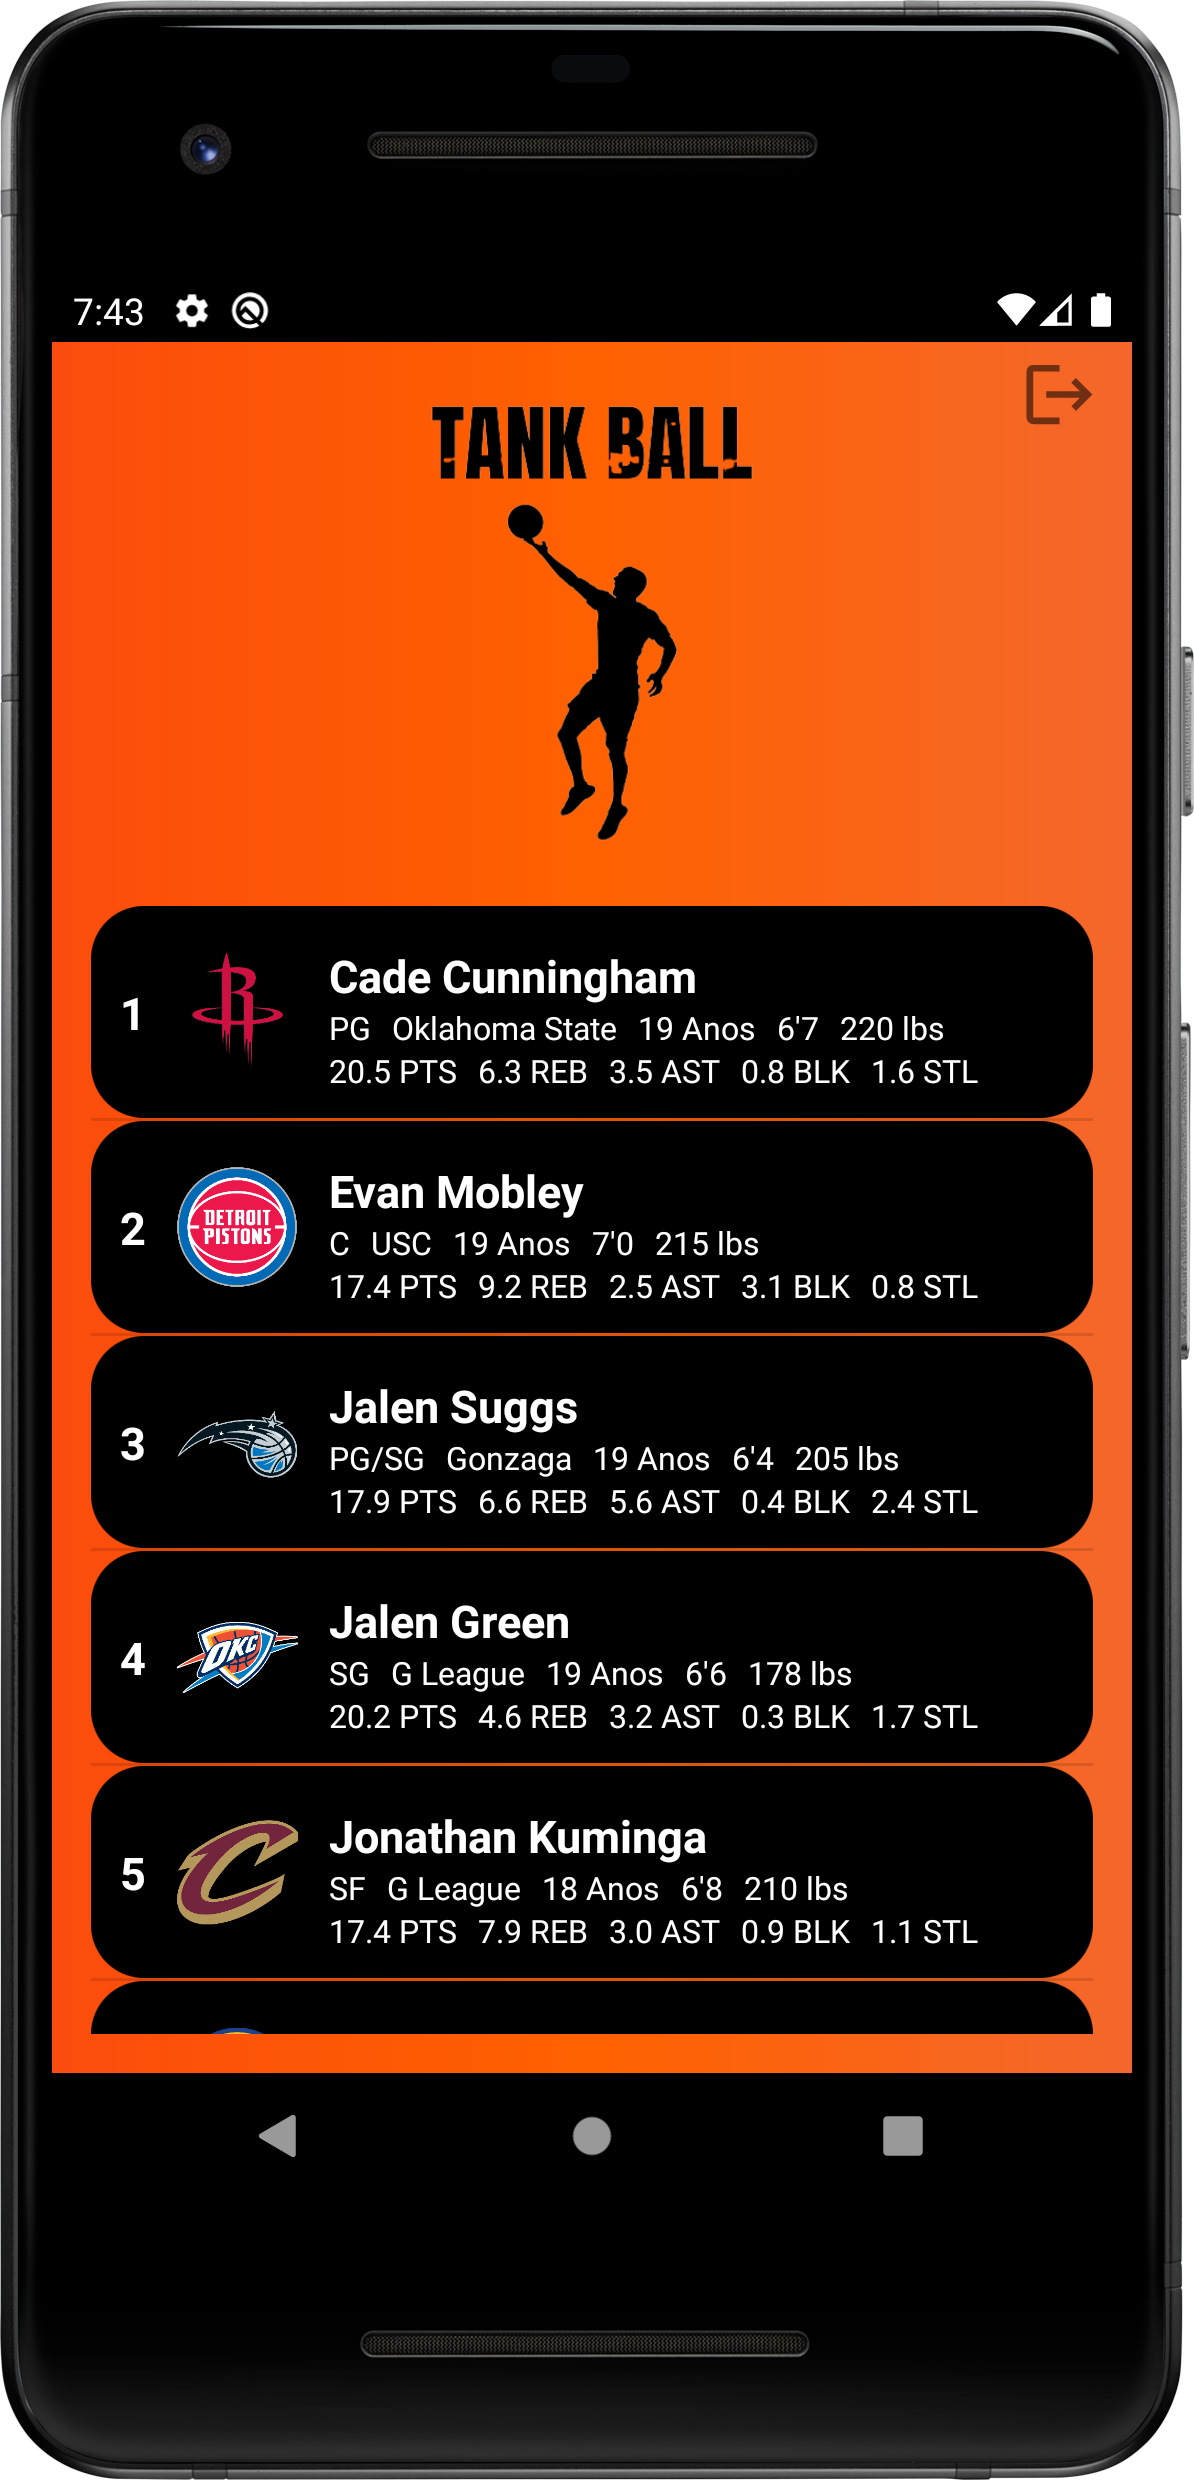 7:43
TANK BALL
1
Cade Cunningham
PG Oklahoma State 19 Anos 6'7 220 lbs
20.5 PTS 6.3 REB 3.5 AST 0.8 BLK 1.6 STL
2
DETROIT
PISTONS
Evan Mobley
C USC 19 Anos 7'0 215 lbs
17.4 PTS 9.2 REB 2.5 AST 3.1 BLK 0.8 STL
3
Jalen Suggs
PG/SG Gonzaga 19 Anos 6'4 205 lbs
17.9 PTS 6.6 REB 5.6 AST 0.4 BLK 2.4 STL
4
OKC
Jalen Green
SG G League 19 Anos 6'6 178 lbs
20.2 PTS 4.6 REB 3.2 AST 0.3 BLK 1.7 STL
5
C
Jonathan Kuminga
SF G League 18 Anos 6'8 210 lbs
17.4 PTS 7.9 REB 3.0 AST 0.9 BLK 1.1 STL